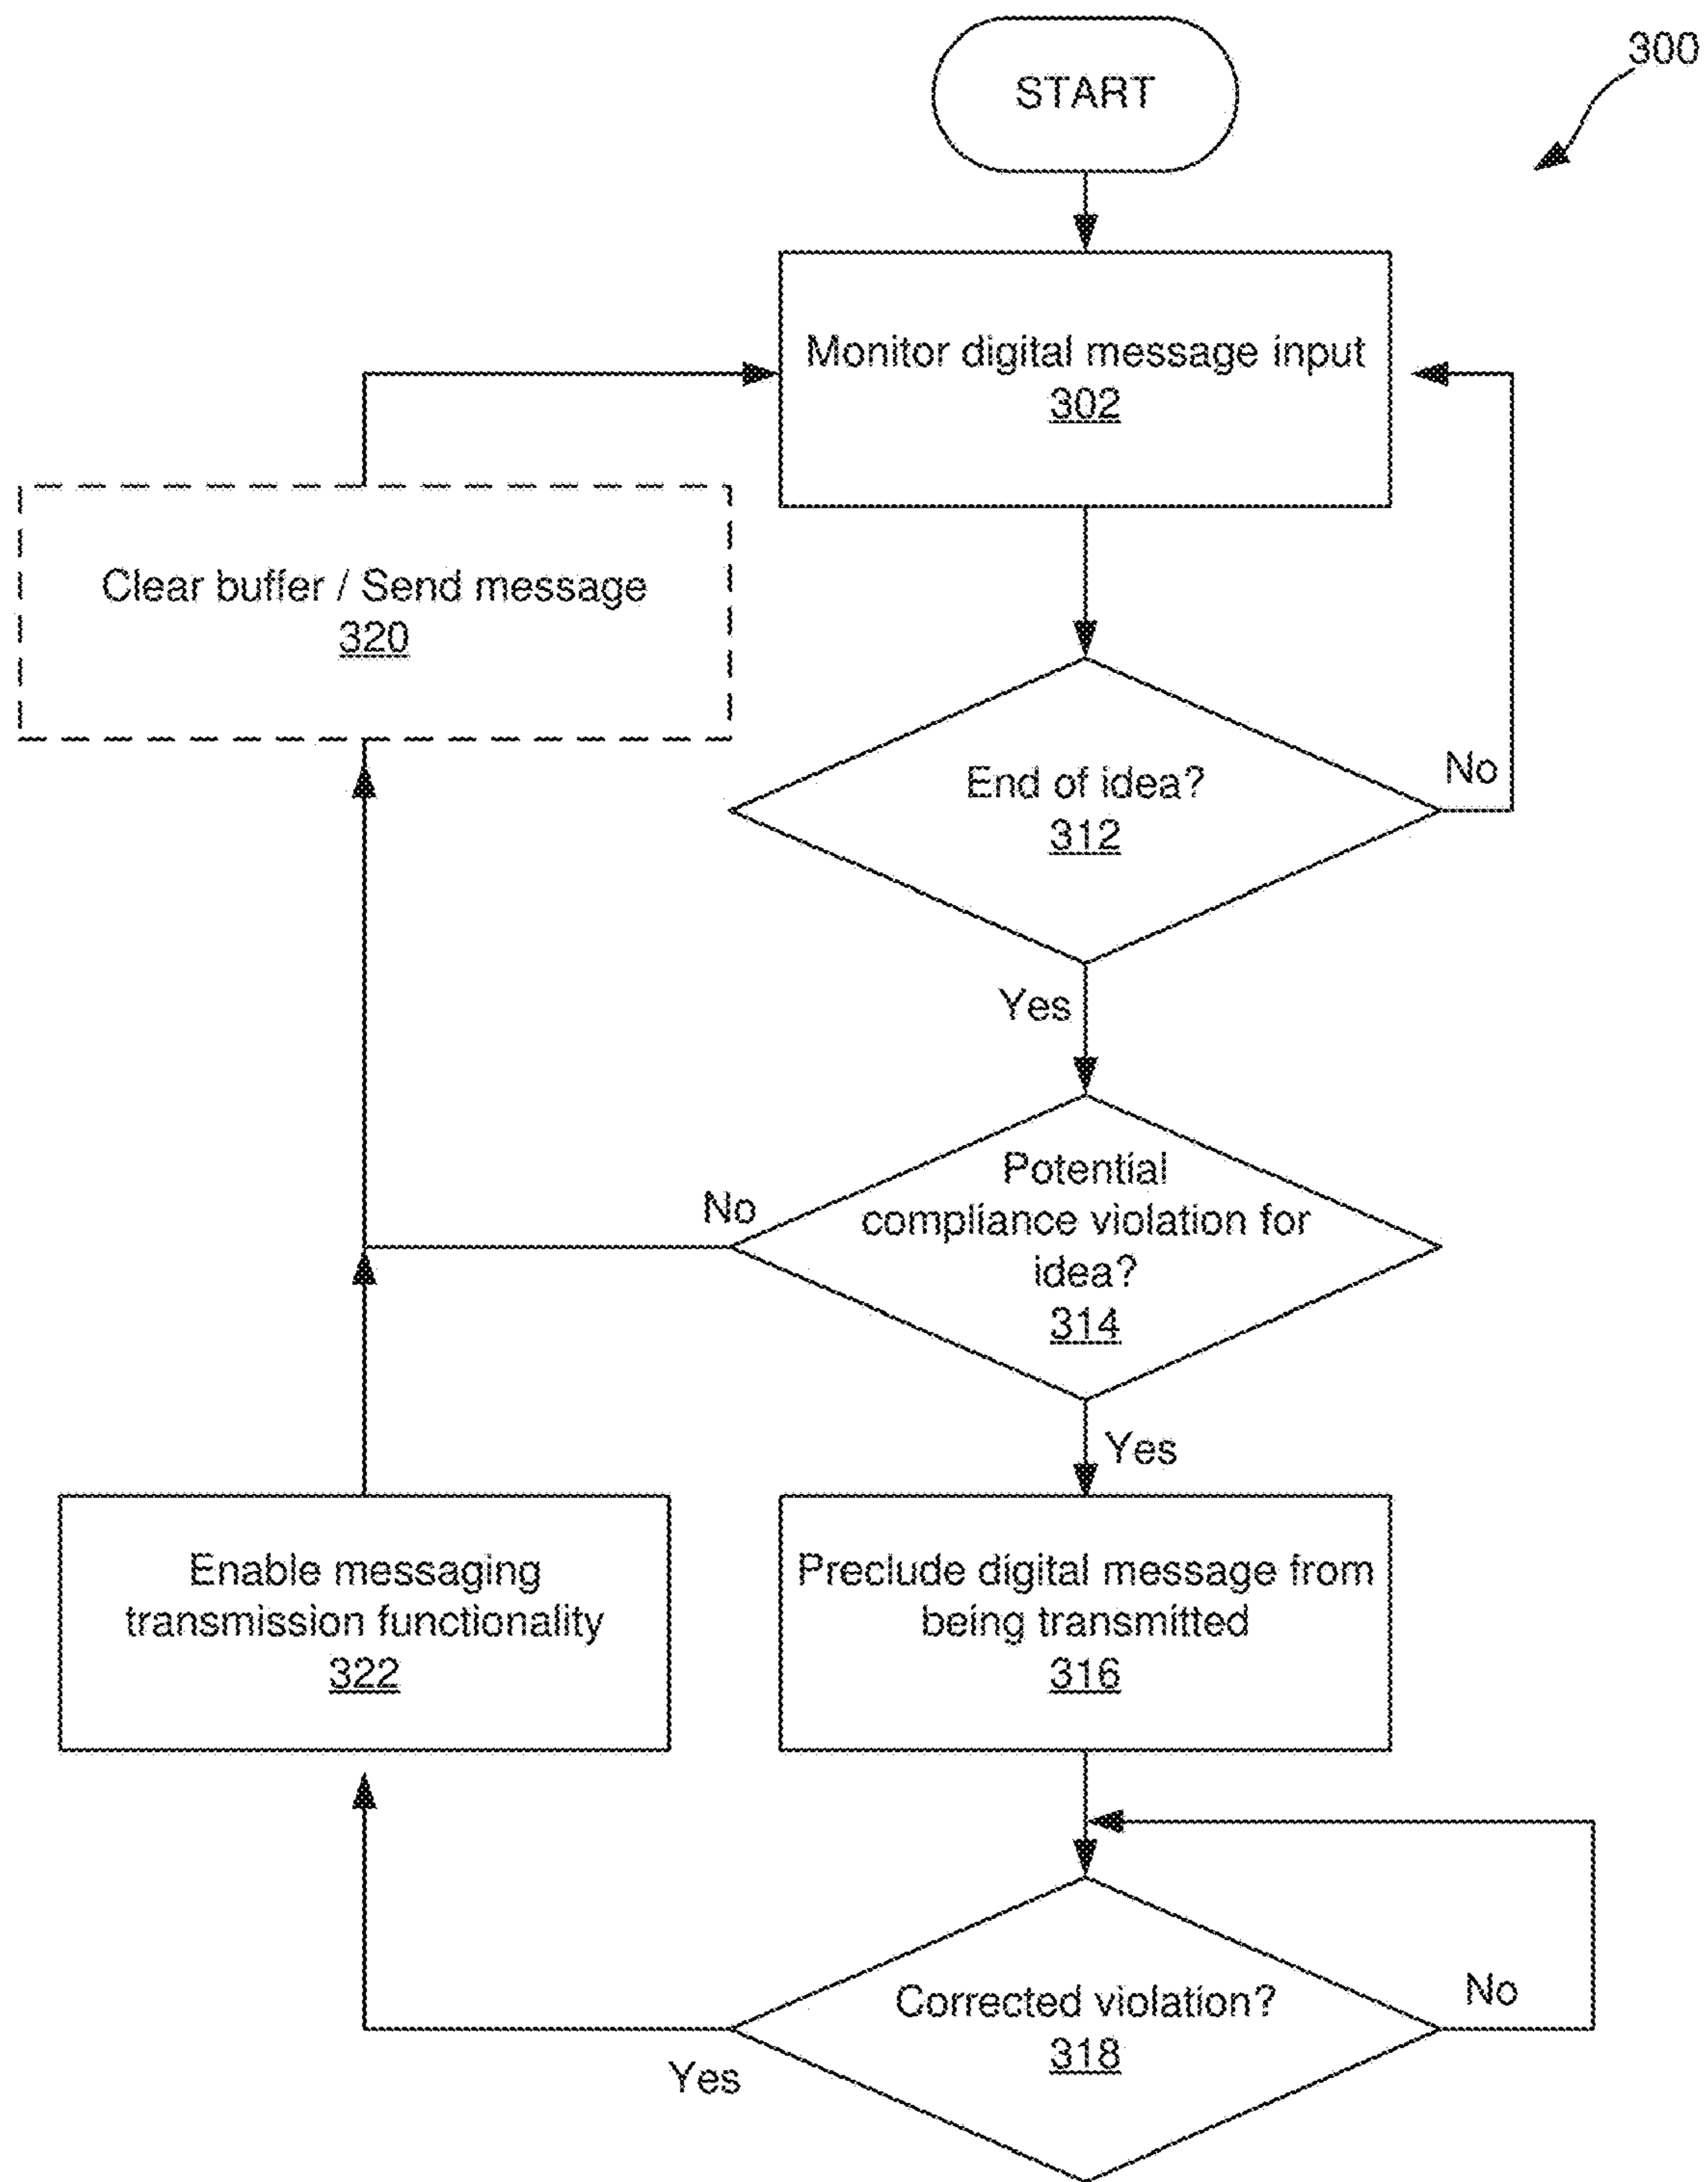 300
START
Monitor digital message input
302
Clear buffer / Send message
320
End of idea?
312
No
Yes
Potential
compliance violation for
idea?
314
No
Yes
Enable messaging
transmission functionality
322
Preclude digital message from
being transmitted
316
Corrected violation?
318
No
Yes